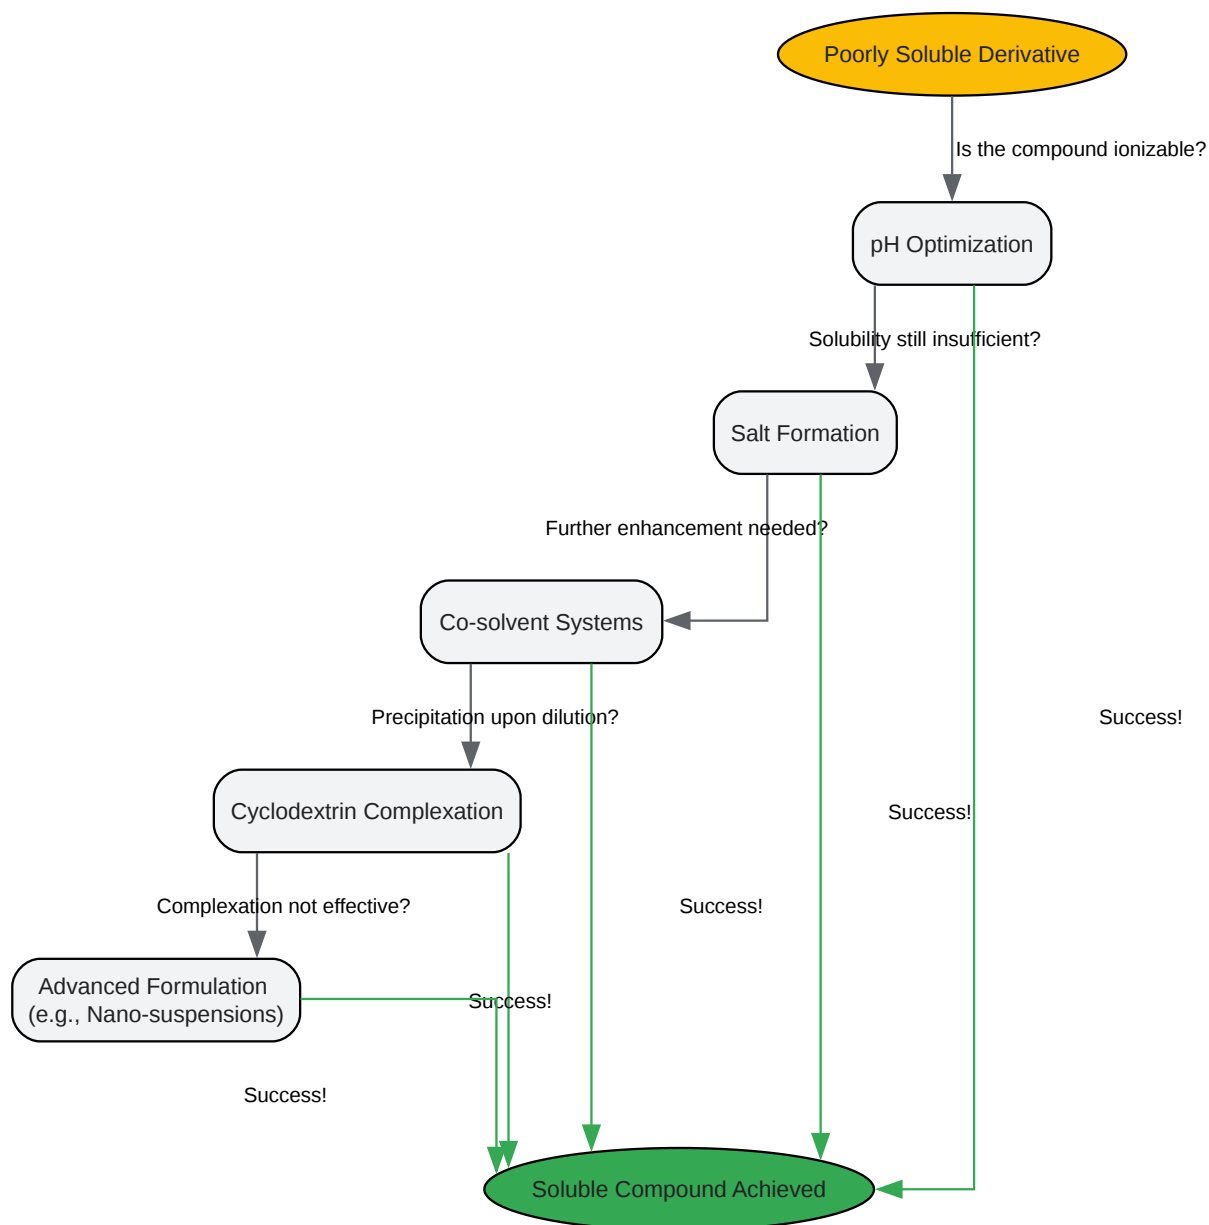 Poorly Soluble Derivative
Is the compound ionizable?
pH Optimization
Solubility still insufficient?
Salt Formation
Further enhancement needed?
Co-solvent Systems
Precipitation upon dilution?
Success!
Cyclodextrin Complexation
Success!
Complexation not effective?
Success!
Advanced Formulation
(e.g., Nano-suspensions)
Success!
Success!
Soluble Compound Achieved